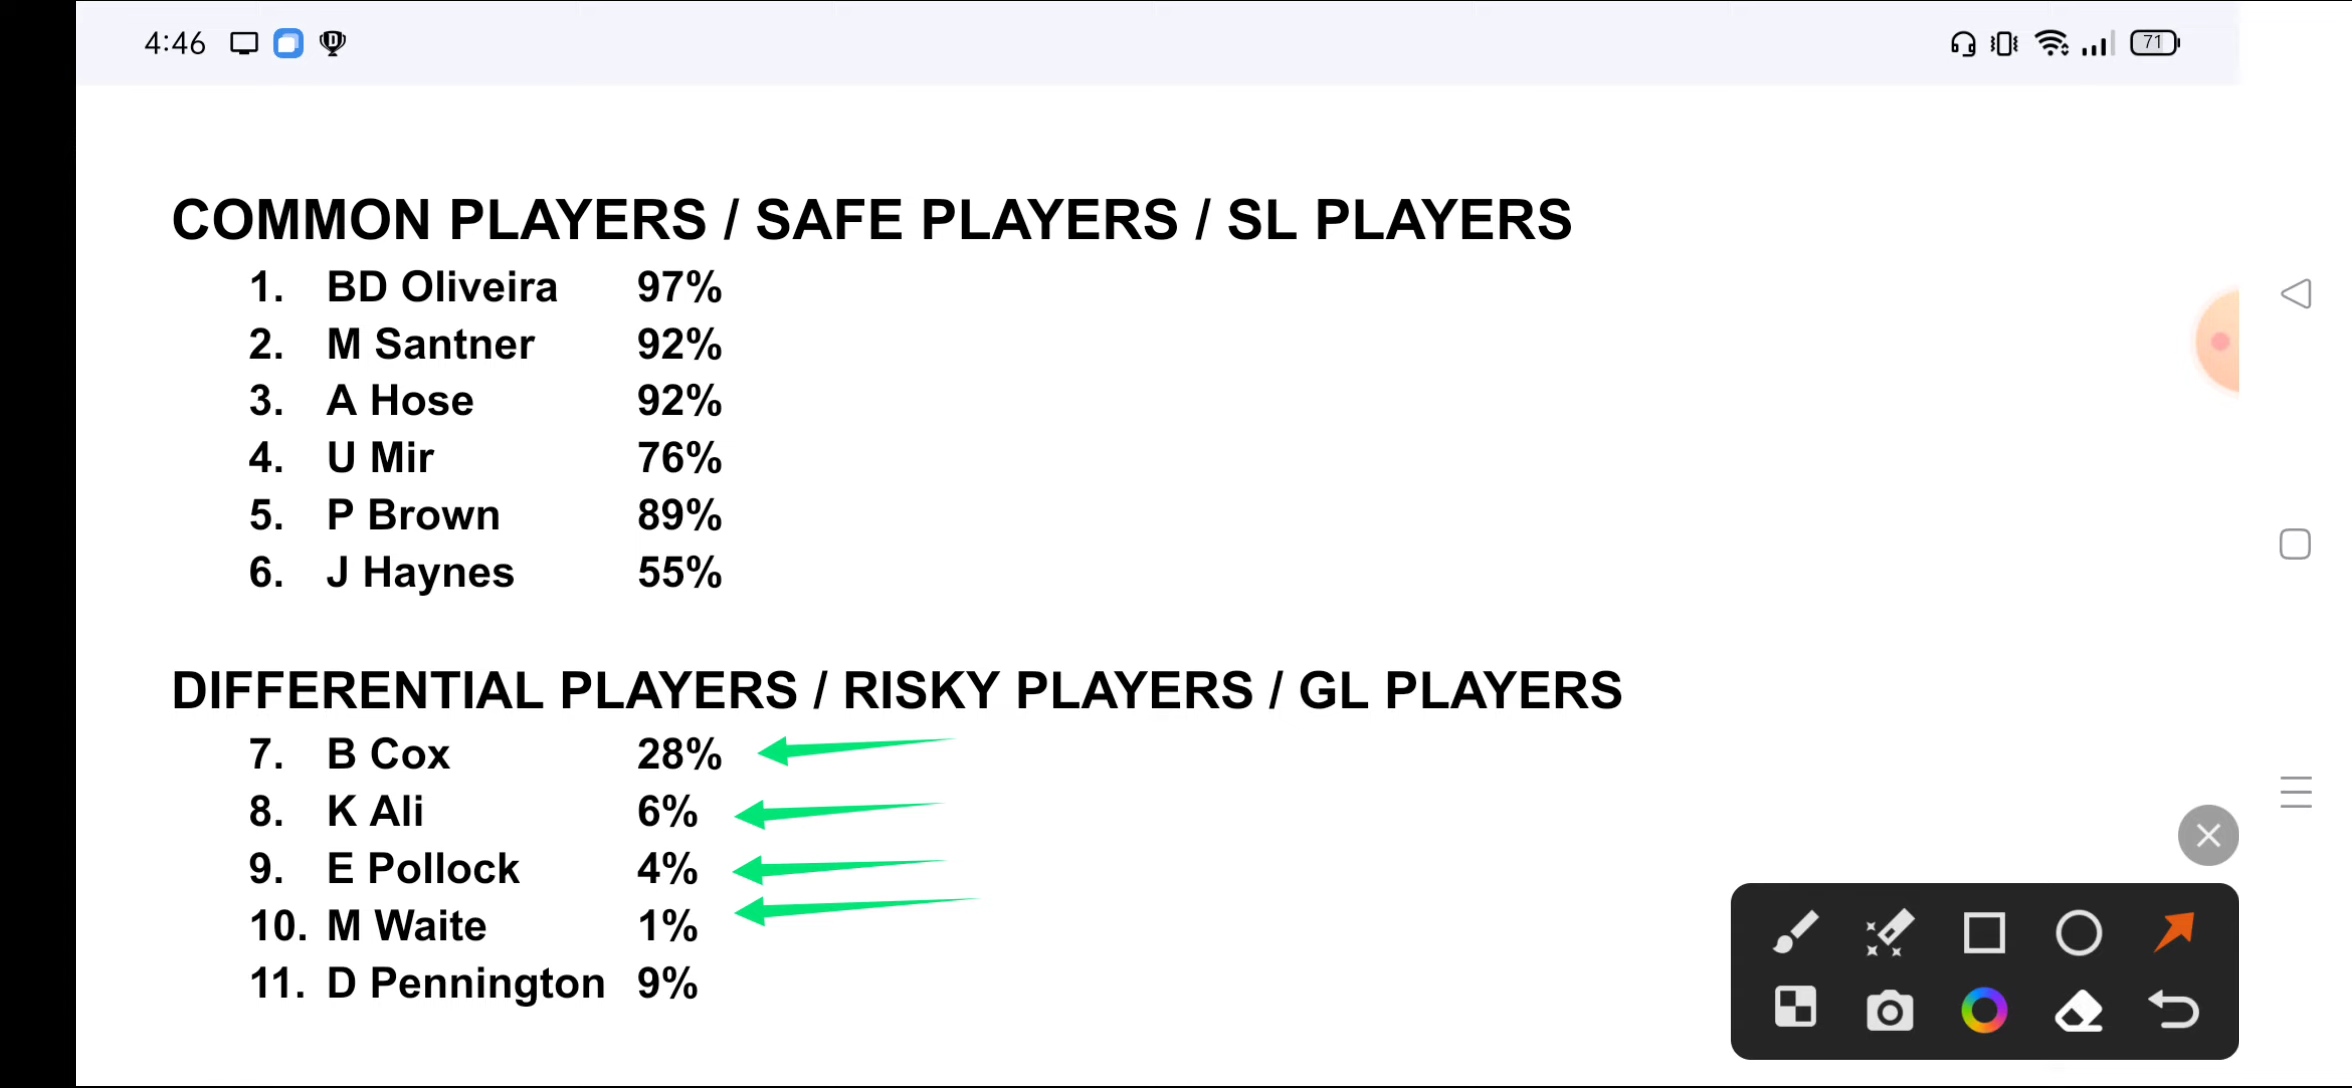 4:46
71
COMMON PLAYERS / SAFE PLAYERS / SL PLAYERS
1. BD Oliveira 97%
2. M Santner 92%
3. A Hose 92%
4. U Mir 76%
5. P Brown 89%
6. J Haynes 55%
DIFFERENTIAL PLAYERS / RISKY PLAYERS / GL PLAYERS
7. B Cox 28%
8. K Ali 6%
9. E Pollock 4%
10. M Waite 1%
11. D Pennington 9%